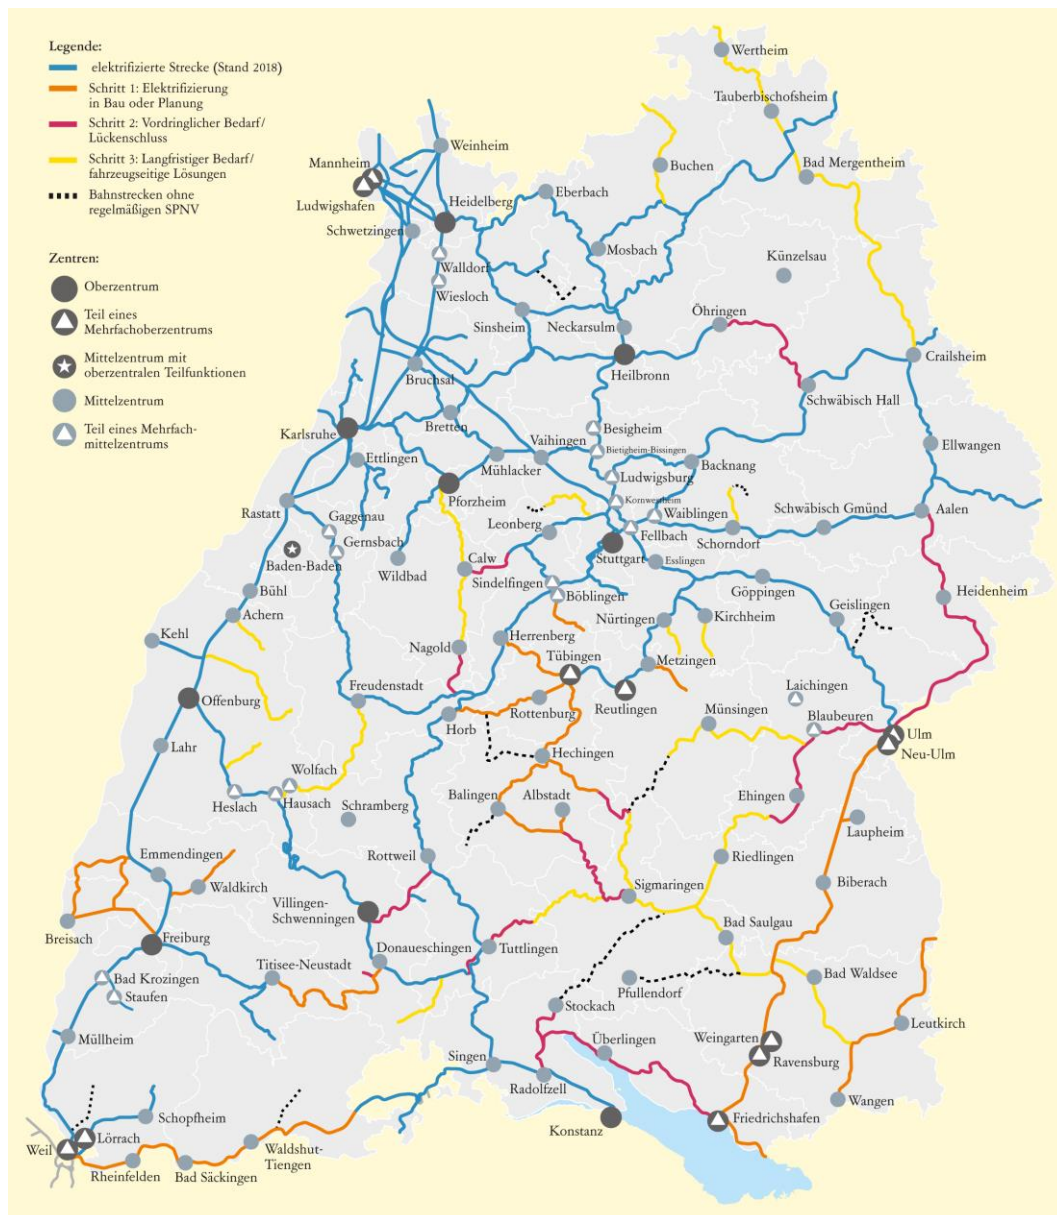 Legende:
elektrifizierte Strecke (Stand 2018)
Schritt 1: Elektrifizierung
in Bau oder Planung
Schritt 2: Vordringlicher Bedarf/
Lückenschluss
Schritt 3: Langfristiger Bedarf/
fahrzeugseitige Lösungen
Bahnstrecken ohne
regelmäßigen SPNV
Zentren:
Oberzentrum
Teil eines
Mehrfachoberzentrums
Mittelzentrum mit
oberzentralen Teilfunktionen
Mittelzentrum
Teil eines Mehrfach-
mittelzentrums
Wertheim
Tauberbischofsheim
Weinheim
Mannheim
Buchen
Bad Mergentheim
Ludwigshafen
Heidelberg
Eberbach
Schwetzingen
Mosbach
Walldorf
Künzelsau
Wiesloch
Sinsheim
Neckarsulm
Öhringen
Crailsheim
Bruchsal
Heilbronn
Schwäbisch Hall
Karlsruhe
Bretten
Vaihingen
Besigheim
Ellwangen
Ettlingen
Mühlacker
Bietigheim-Bissingen
Backnang
Ludwigsburg
Pforzheim
Kornwestheim
Rastatt
Gaggenau
Leonberg
Waiblingen
Schwäbisch Gmünd
Aalen
Gernsbach
Fellbach
Schorndorf
Baden-Baden
Wildbad
Calw
Stuttgart
Esslingen
Sindelfingen
Göppingen
Heidenheim
Bühl
Böblingen
Geislingen
Achern
Nürtingen
Kirchheim
Kehl
Herrenberg
Nagold
Tübingen
Metzingen
Offenburg
Freudenstadt
Rottenburg
Reutlingen
Laichingen
Horb
Münsingen
Blaubeuren
Ulm
Lahr
Hechingen
Neu-Ulm
Wolfach
Heslach
Hausach
Schramberg
Balingen
Albstadt
Ehingen
Laupheim
Emmendingen
Rottweil
Riedlingen
Waldkirch
Biberach
Villingen-
Schwenningen
Sigmaringen
Breisach
Freiburg
Donaueschingen
Tuttlingen
Bad Saulgau
Titisee-Neustadt
Bad Krozingen
Pfullendorf
Bad Waldsee
Staufen
Stockach
Leutkirch
Müllheim
Weingarten
Überlingen
Singen
Ravensburg
Radolfzell
Wangen
Schopfheim
Friedrichshafen
Konstanz
Lörrach
Weil
Waldshut-
Tiengen
Rheinfelden
Bad Säckingen